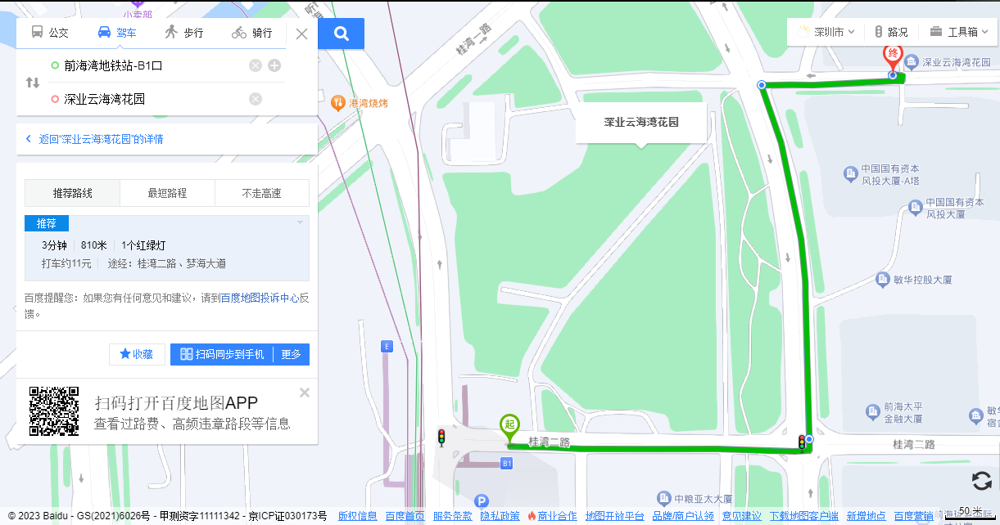 小卖部
公交
驾车
步行
骑行
前海湾地铁站-B1口
深业云海湾花园
返回“深业云海湾花园”的详情
推荐路线
最短路程
不走高速
推荐
3分钟
810米
1个红绿灯
打车约11元
途经：桂湾二路、梦海大道
百度提醒您：如果您有任何意见和建议，请到百度地图投诉中心反
馈。
收藏
扫码同步到手机
更多
扫码打开百度地图APP
查看过路费、高频违章路段等信息
深圳市
路况
工具箱
桂湾一路
港湾烧烤
终
深业云海湾花园
深业云海湾花园
中国国有资本
风投大厦-A塔
中国国有资本
风投大厦
敏华控股大厦
E
前海太平
金融大厦
起
桂湾二路
桂湾二路
B1
P
中粮亚太大厦
50 米
© 2023 Baidu - GS(2021)6026号 - 甲测资字11111342 - 京ICP证030173号
版权信息
百度首页
服务条款
隐私政策
商业合作
地图开放平台
品牌/商户认领
意见建议
下载地图客户端
新增地点
百度营销